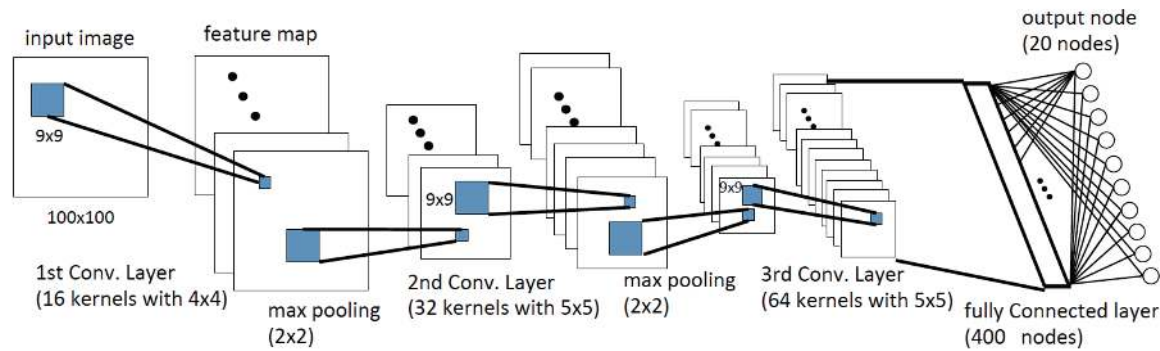 input image
9x9
100x100
1st Conv. Layer
(16 kernels with 4x4)
feature map
max pooling
(2x2)
9x9
2nd Conv. Layer
(32 kernels with 5x5)
max pooling
(2x2)
9x9
3rd Conv. Layer
(64 kernels with 5x5)
output node
(20 nodes)
fully Connected layer
(400 nodes)